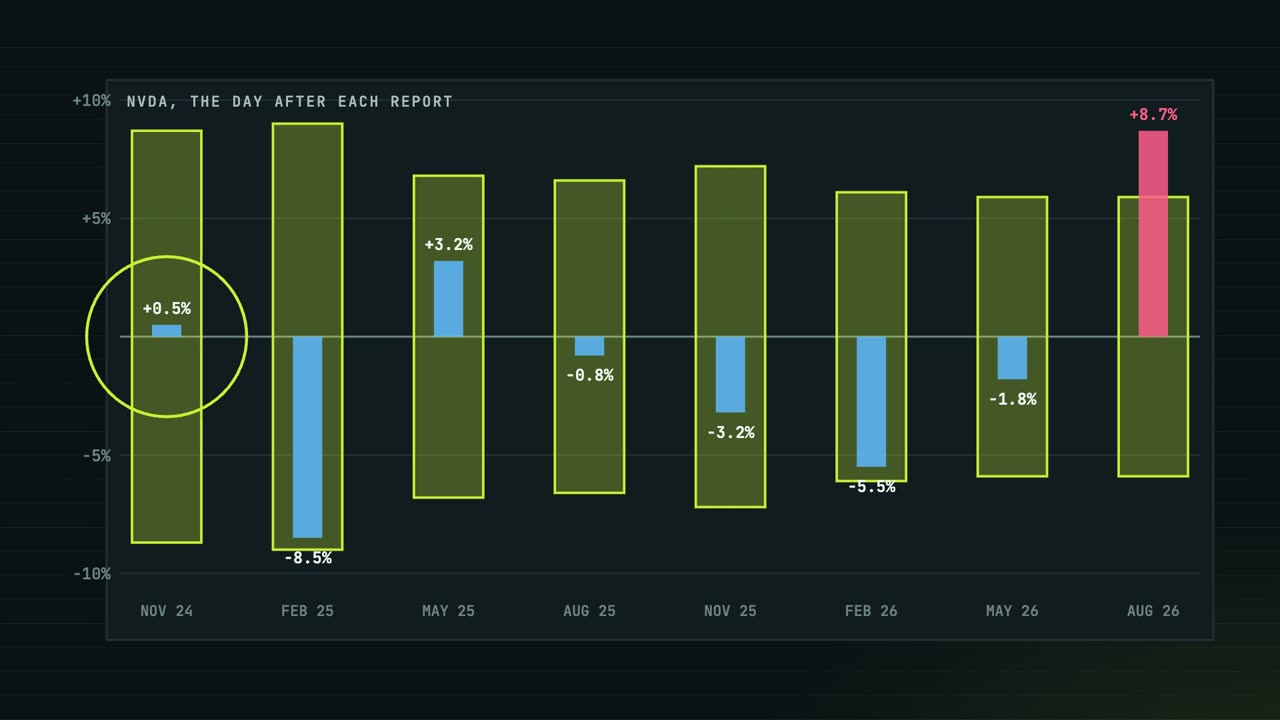 NVDA, THE DAY AFTER EACH REPORT
+10%
+5%
-5%
-10%
+0.5%
-8.5%
+3.2%
-0.8%
-3.2%
-5.5%
-1.8%
+8.7%
NOV 24
FEB 25
MAY 25
AUG 25
NOV 25
FEB 26
MAY 26
AUG 26